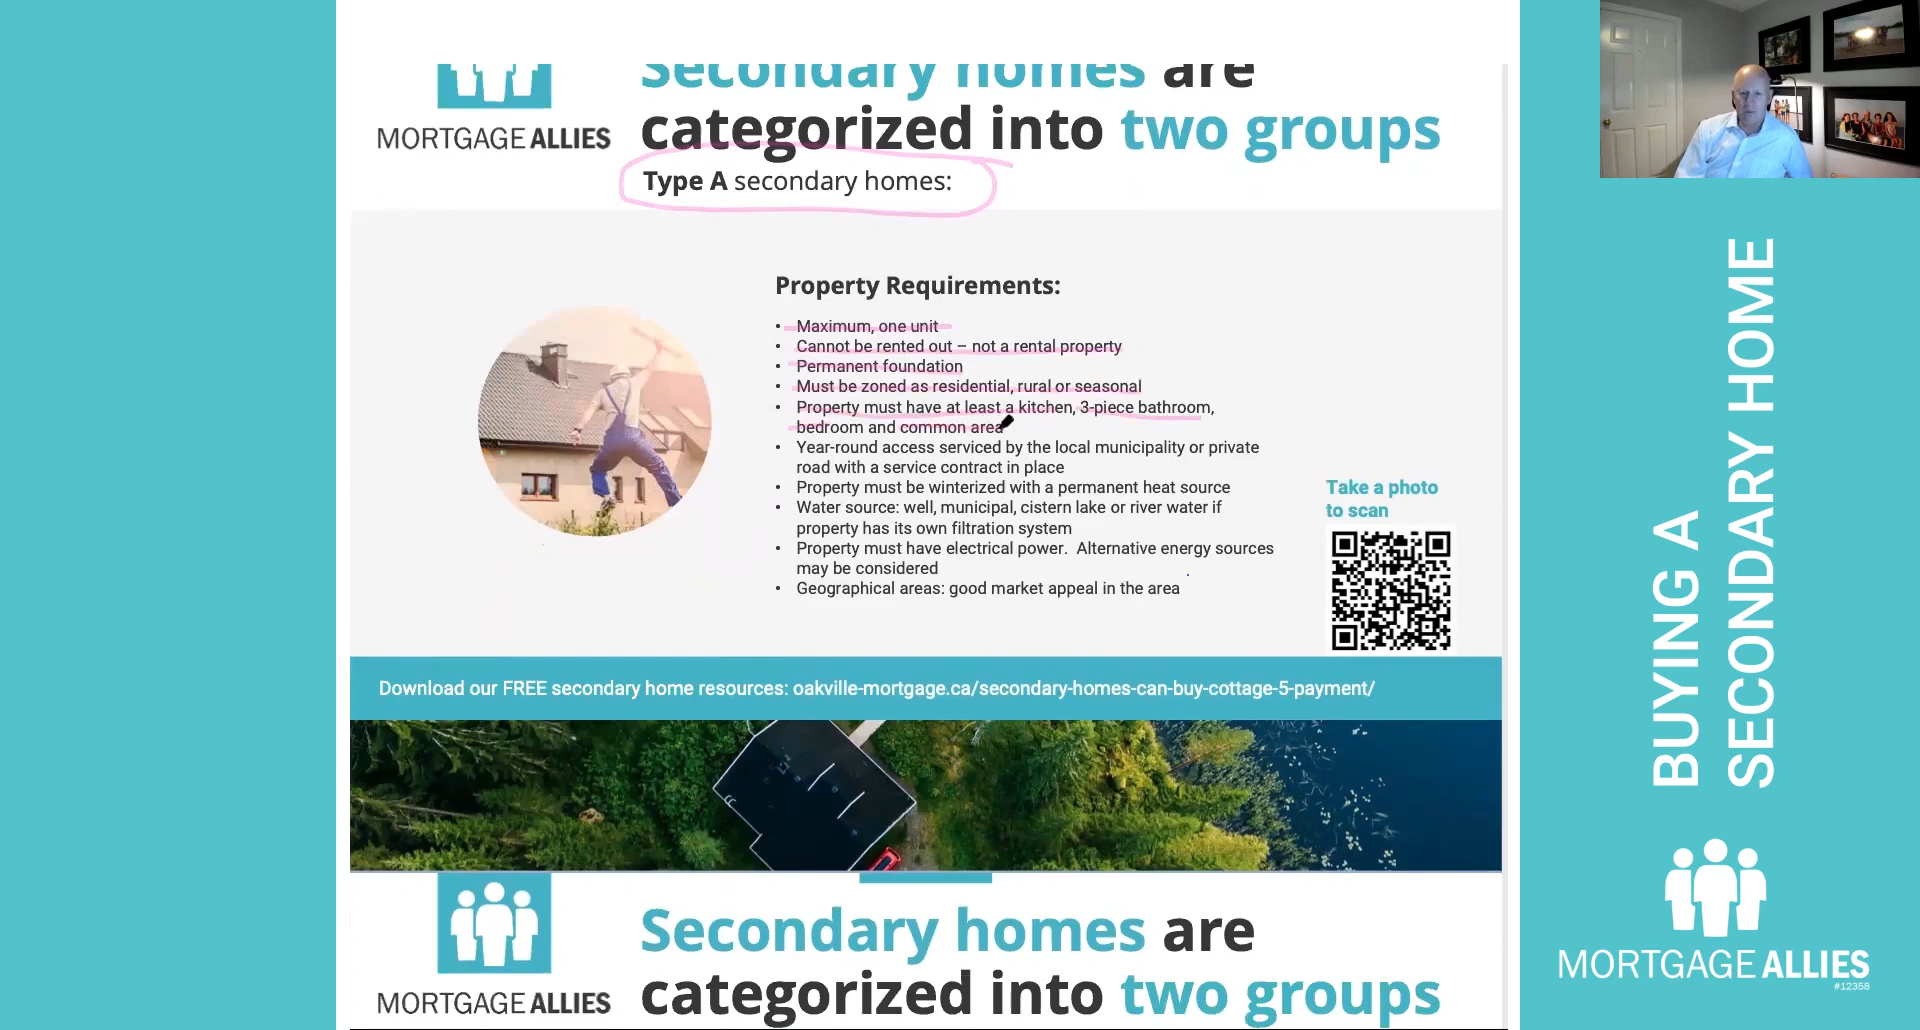 Secondary homes are
categorized into two groups
MORTGAGE ALLIES
Type A secondary homes:
Property Requirements:
• Maximum, one unit
• Cannot be rented out – not a rental property
• Permanent foundation
• Must be zoned as residential, rural or seasonal
• Property must have at least a kitchen, 3-piece bathroom,
bedroom and common area
• Year-round access serviced by the local municipality or private
road with a service contract in place
• Property must be winterized with a permanent heat source
• Water source: well, municipal, cistern lake or river water if
property has its own filtration system
• Property must have electrical power. Alternative energy sources
may be considered
• Geographical areas: good market appeal in the area
Take a photo
to scan
Download our FREE secondary home resources: oakville-mortgage.ca/secondary-homes-can-buy-cottage-5-payment/
Secondary homes are
categorized into two groups
MORTGAGE ALLIES
BUYING A
SECONDARY HOME
MORTGAGE ALLIES
#12358